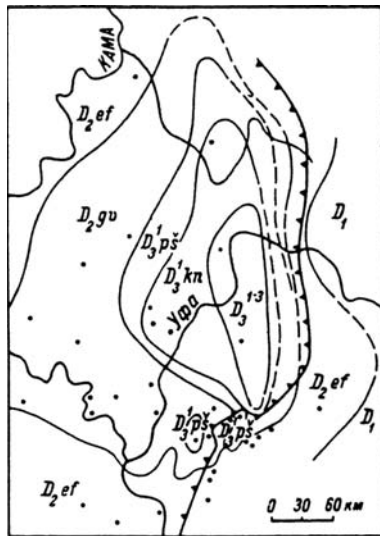 КАМА
D₂ef
D₂gv
D₃¹pš
D₁
D₃¹kn
Уфа
D₃¹⁻³
D₂ef
D₃¹pš
D₃¹pš
D₁
D₂ef
0 30 60 км